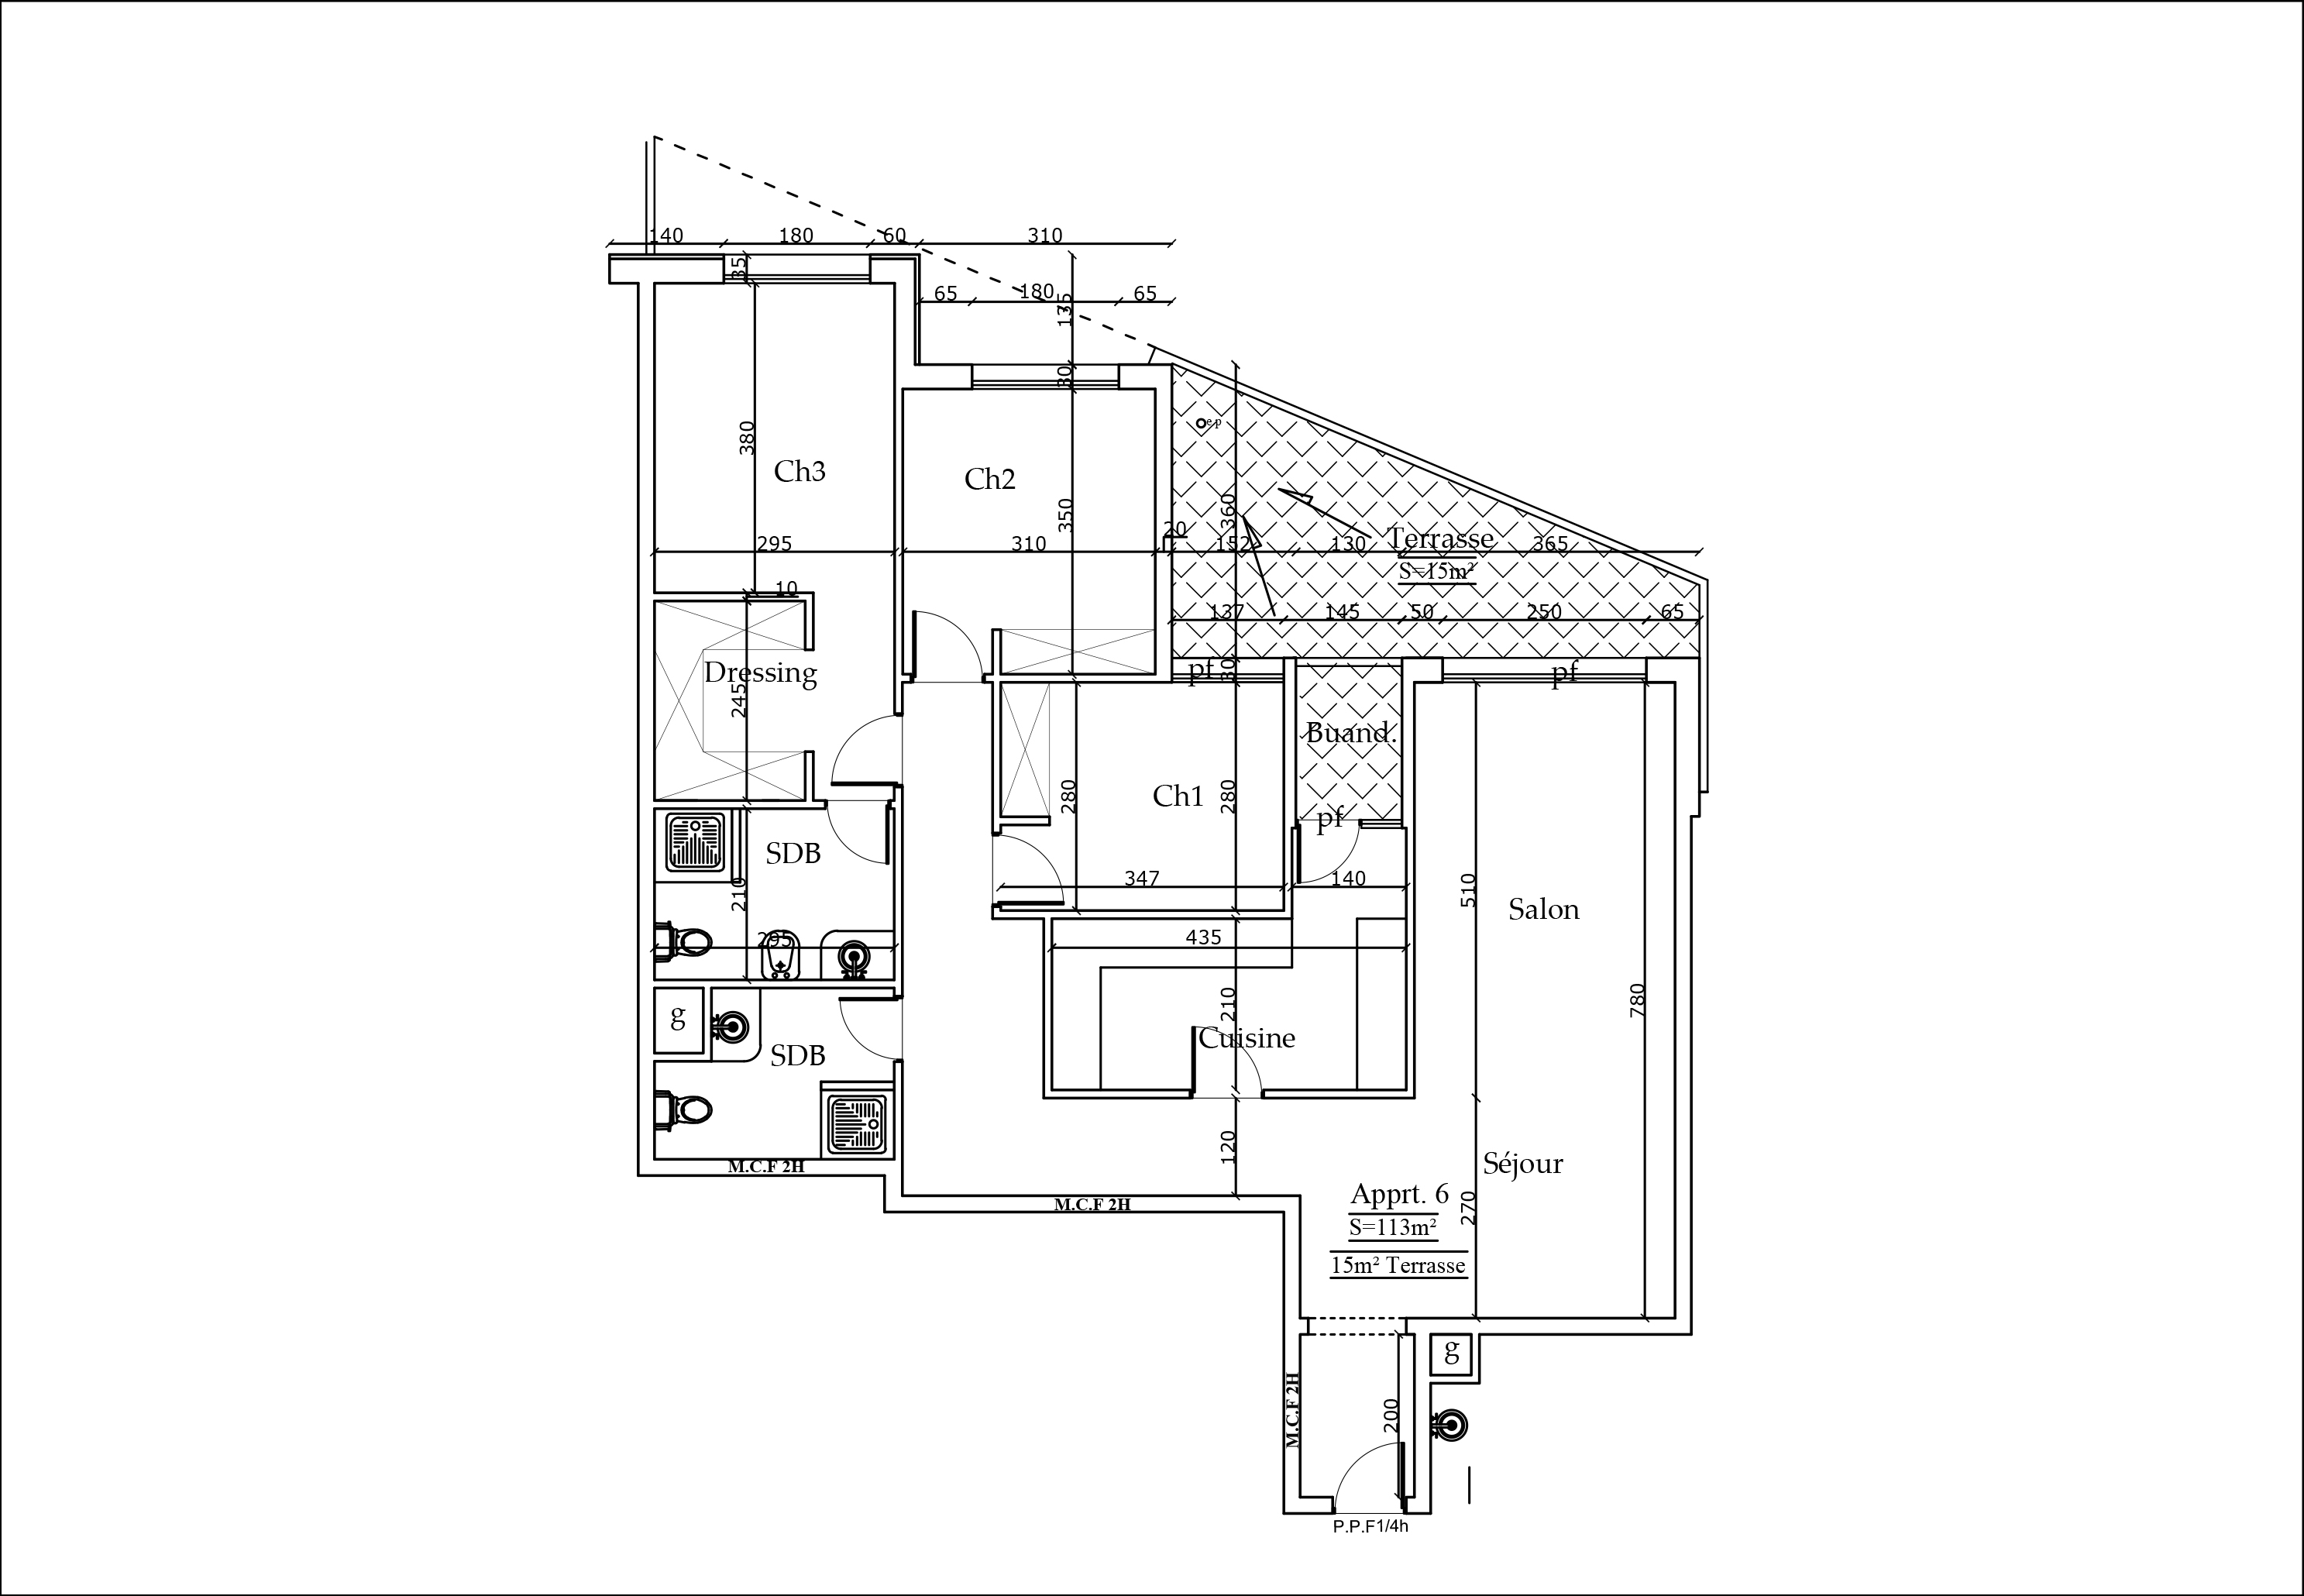 140
180
60
310
35
65
180
65
135
30
380
Ch3
Ch2
e p
350
360
20
295
310
152
130
Terrasse
365
S=15m²
10
137
145
50
250
65
Dressing
245
pf
30
pf
Buand.
280
Ch1
280
pf
SDB
210
347
140
510
Salon
295
435
780
g
210
Cuisine
SDB
120
Séjour
M.C.F 2H
M.C.F 2H
Apprt. 6
270
S=113m²
15m² Terrasse
g
M.C.F 2H
200
P.P.F1/4h